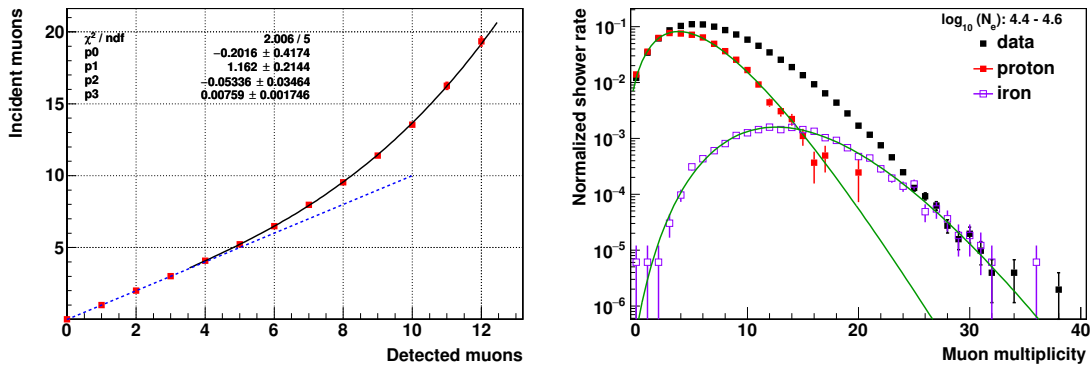 Incident muons
20
15
10
5
χ² / ndf 2.006 / 5
p0 −0.2016 ± 0.4174
p1 1.162 ± 0.2144
p2 −0.05336 ± 0.03464
p3 0.00759 ± 0.001746
0 2 4 6 8 10 12
Detected muons
Normalized shower rate
10⁻¹
10⁻²
10⁻³
10⁻⁴
10⁻⁵
10⁻⁶
log₁₀ (Nₑ): 4.4 - 4.6
data
proton
iron
0 10 20 30 40
Muon multiplicity